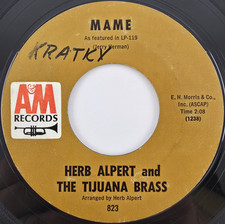 MAME
As featured in LP-119
(Jerry Herman)
KRATKY
E. H. Morris & Co.,
Inc. (ASCAP)
Time 2:08
(1238)
A&M
RECORDS
HERB ALPERT and
THE TIJUANA BRASS
Arranged by Herb Alpert
823